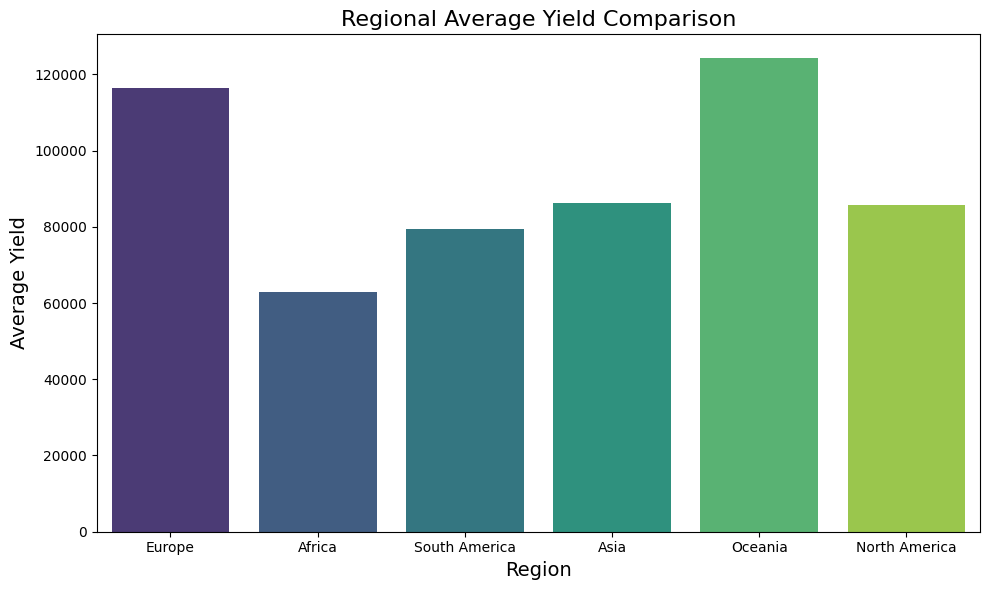 Regional Average Yield Comparison
Average Yield
120000
100000
80000
60000
40000
20000
0
Europe Africa South America Asia Oceania North America
Region